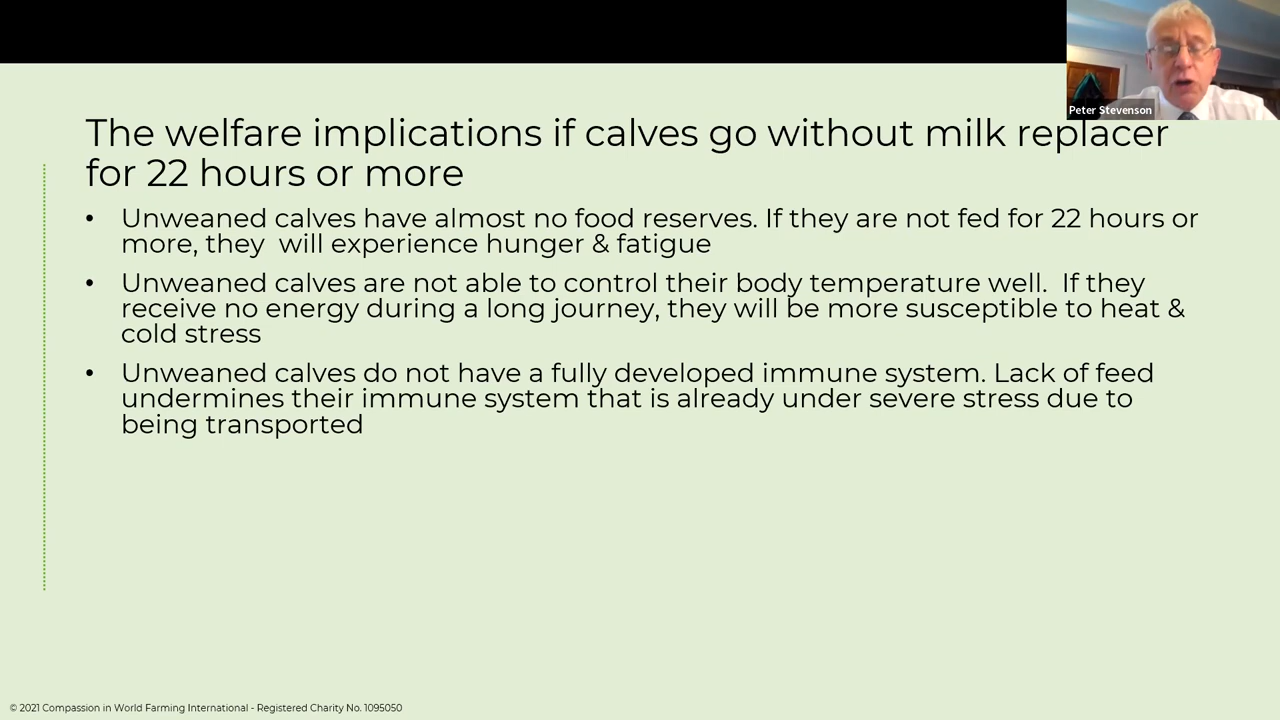 Peter Stevenson
The welfare implications if calves go without milk replacer
for 22 hours or more
• Unweaned calves have almost no food reserves. If they are not fed for 22 hours or
more, they  will experience hunger & fatigue
• Unweaned calves are not able to control their body temperature well.  If they
receive no energy during a long journey, they will be more susceptible to heat &
cold stress
• Unweaned calves do not have a fully developed immune system. Lack of feed
undermines their immune system that is already under severe stress due to
being transported
© 2021 Compassion in World Farming International - Registered Charity No. 1095050